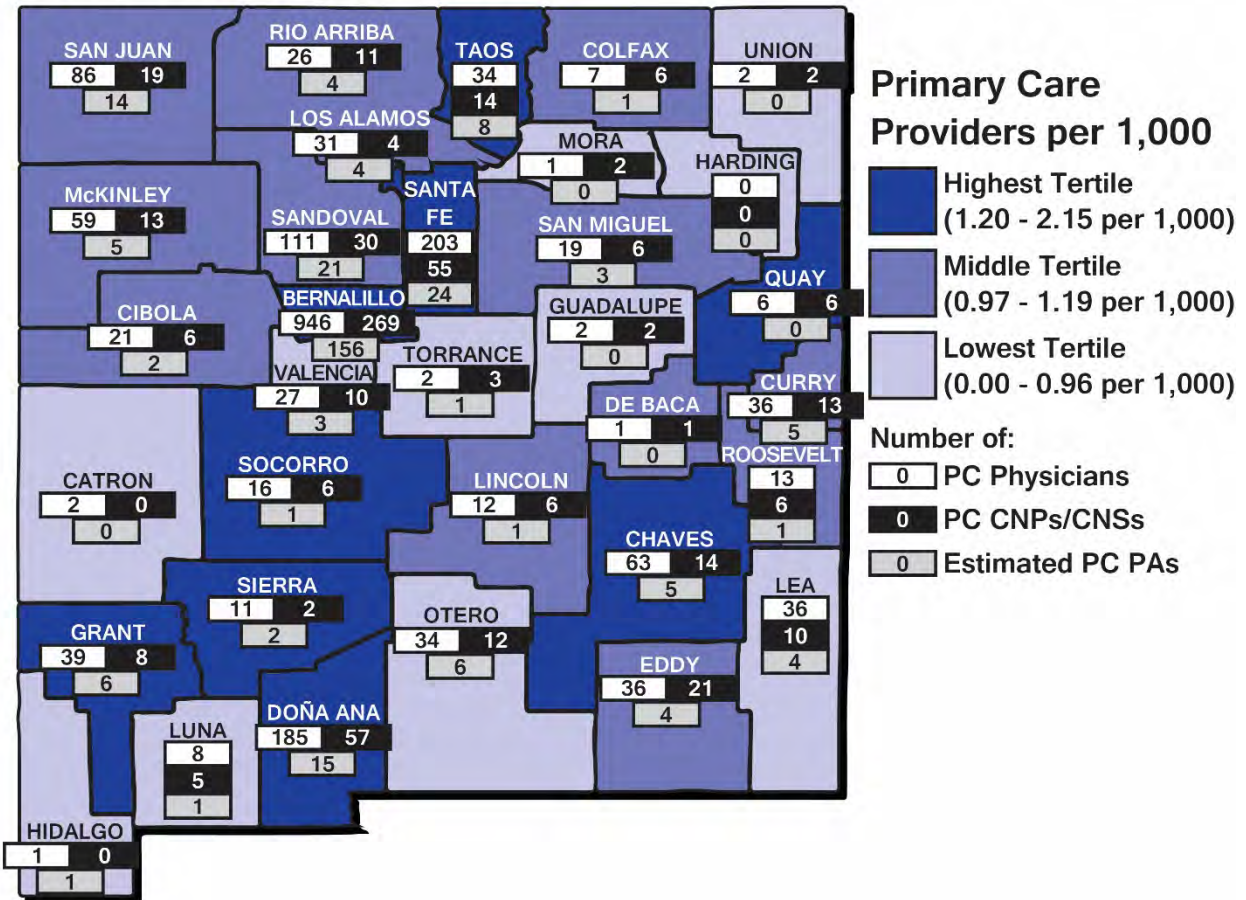 SAN JUAN
86 19
14
RIO ARRIBA
26 11
4
TAOS
34
14
8
COLFAX
7 6
1
UNION
2 2
0
LOS ALAMOS
31 4
4
MORA
1 2
0
HARDING
0
0
0
McKINLEY
59 13
5
SANDOVAL
111 30
21
SANTA
FE
203
55
24
SAN MIGUEL
19 6
3
QUAY
6 6
0
CIBOLA
21 6
2
BERNALILLO
946 269
156
TORRANCE
2 3
1
GUADALUPE
2 2
0
VALENCIA
27 10
3
CURRY
36 13
5
DE BACA
1 1
0
ROOSEVELT
13
6
1
CATRON
2 0
0
SOCORRO
16 6
1
LINCOLN
12 6
1
CHAVES
63 14
5
LEA
36
10
4
SIERRA
11 2
2
OTERO
34 12
6
GRANT
39 8
6
EDDY
36 21
4
LUNA
8
5
1
DOÑA ANA
185 57
15
HIDALGO
1 0
1
Primary Care
Providers per 1,000
Highest Tertile
(1.20 - 2.15 per 1,000)
Middle Tertile
(0.97 - 1.19 per 1,000)
Lowest Tertile
(0.00 - 0.96 per 1,000)
Number of:
0 PC Physicians
0 PC CNPs/CNSs
0 Estimated PC PAs